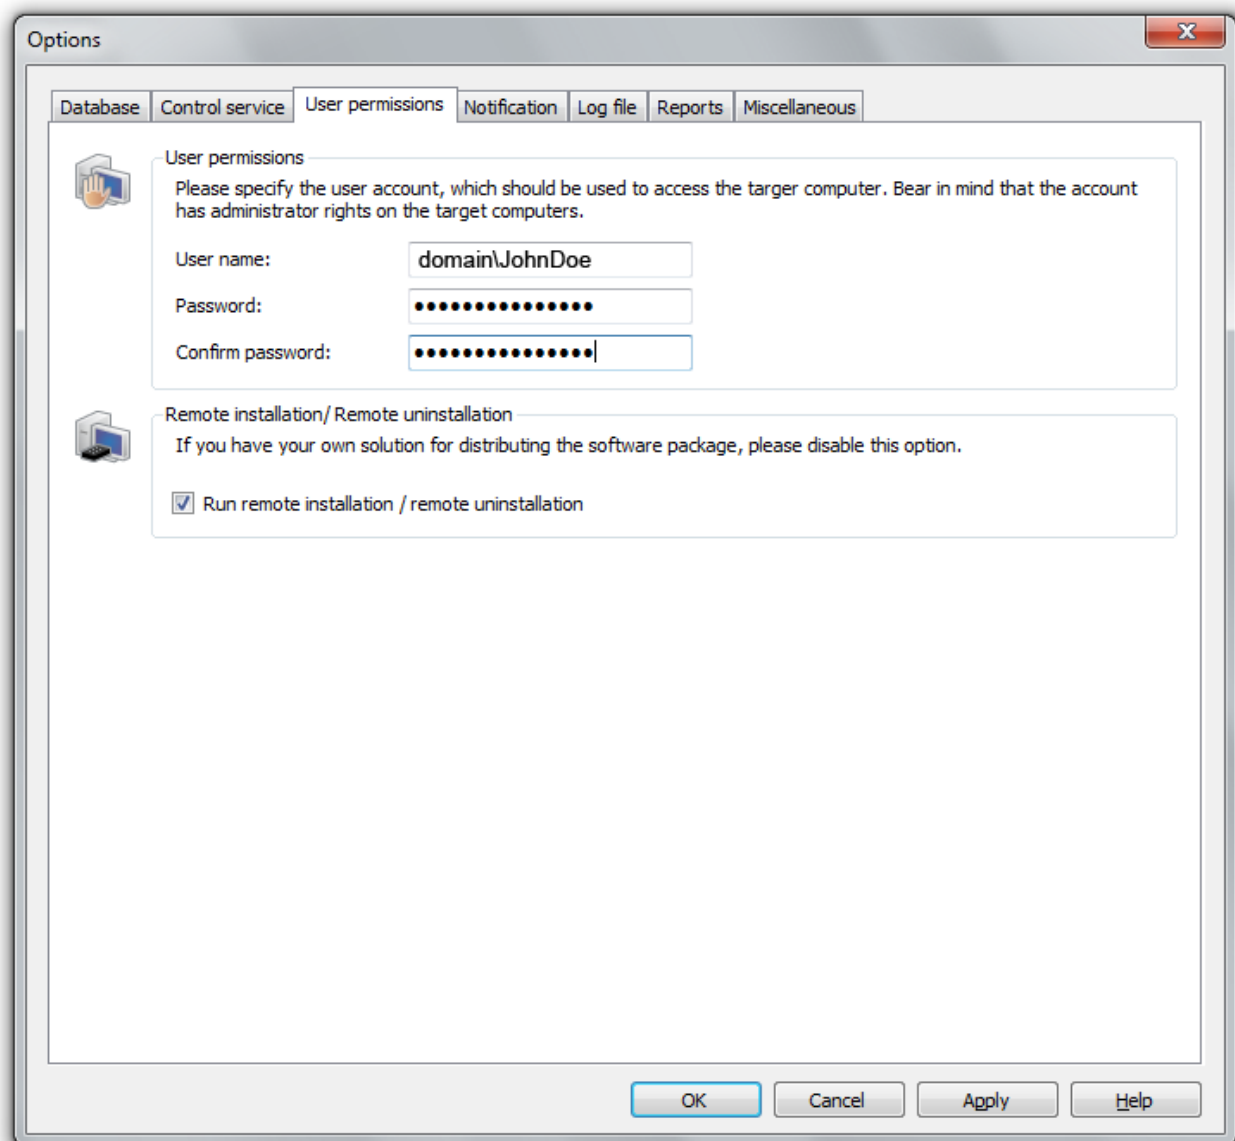 Options
Database Control service User permissions Notification Log file Reports Miscellaneous
User permissions
Please specify the user account, which should be used to access the targer computer. Bear in mind that the account
has administrator rights on the target computers.
User name: domain\JohnDoe
Password: •••••••••••••••
Confirm password: •••••••••••••••
Remote installation/ Remote uninstallation
If you have your own solution for distributing the software package, please disable this option.
Run remote installation / remote uninstallation
OK Cancel Apply Help